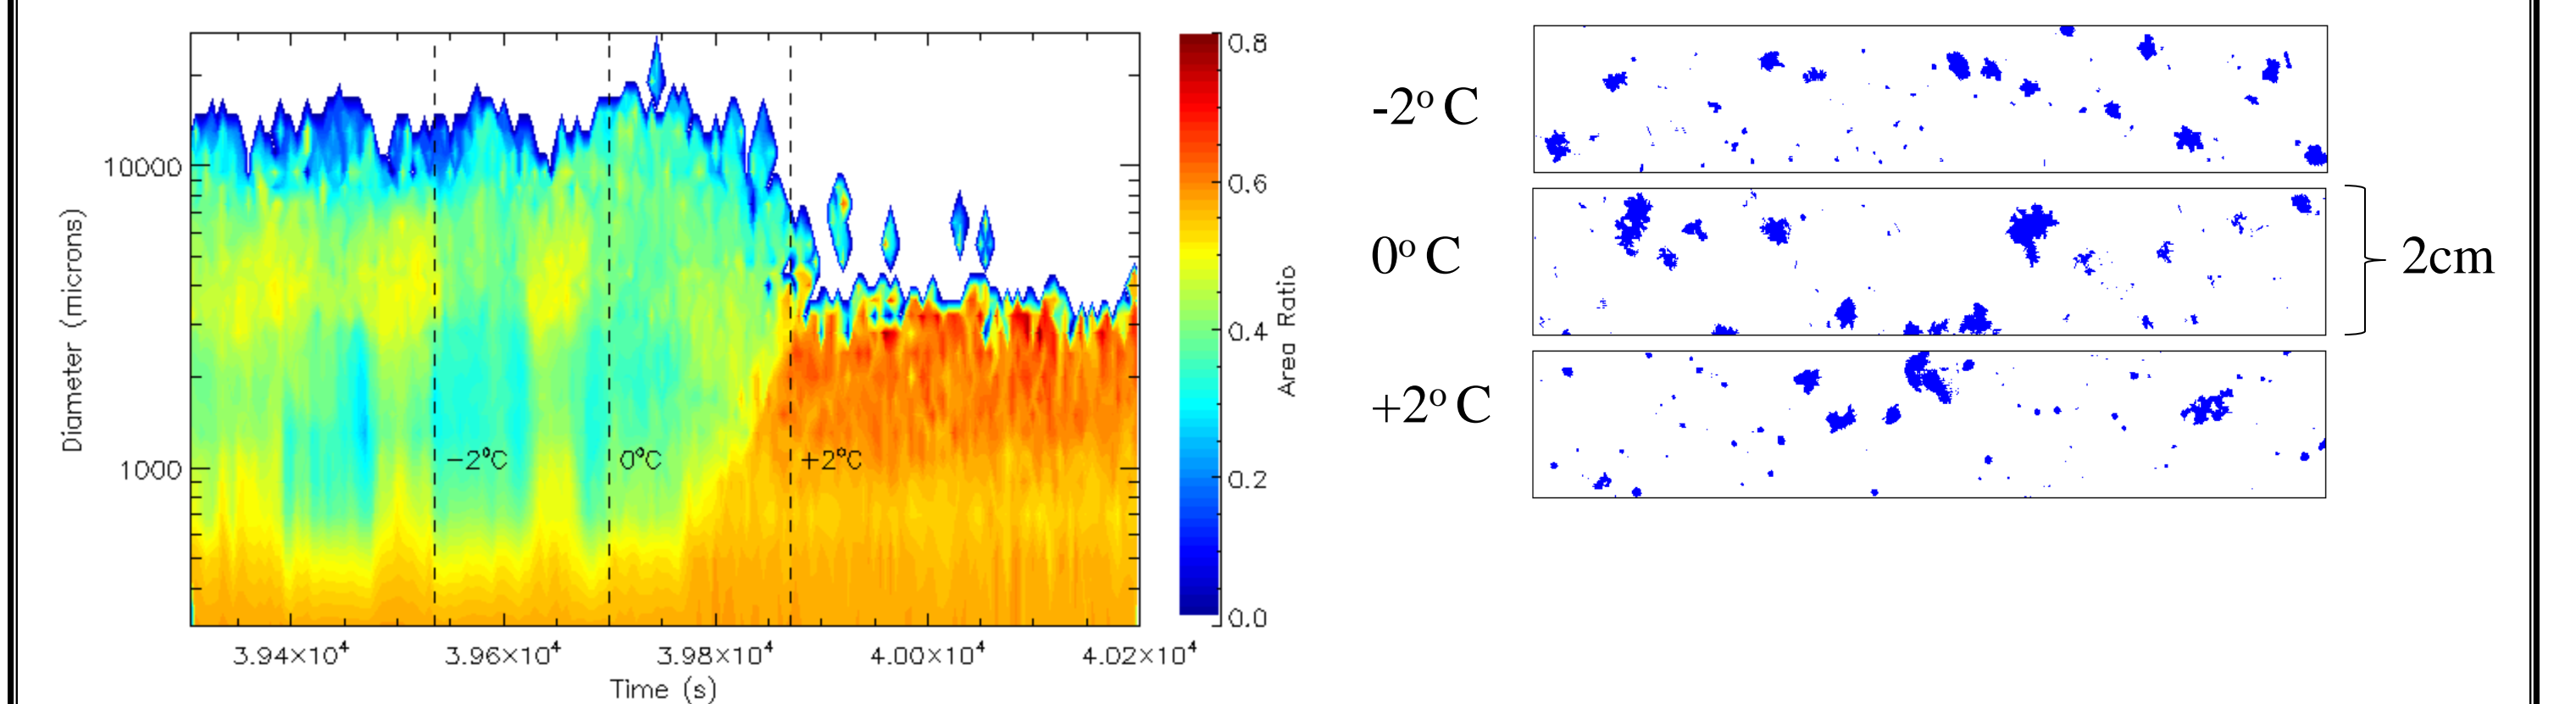 10000
1000
Diameter (microns)
−2°C
0°C
+2°C
3.94×10⁴
3.96×10⁴
3.98×10⁴
4.00×10⁴
4.02×10⁴
Time (s)
0.8
0.6
0.4
0.2
0.0
Area Ratio
-2° C
0° C
+2° C
2cm